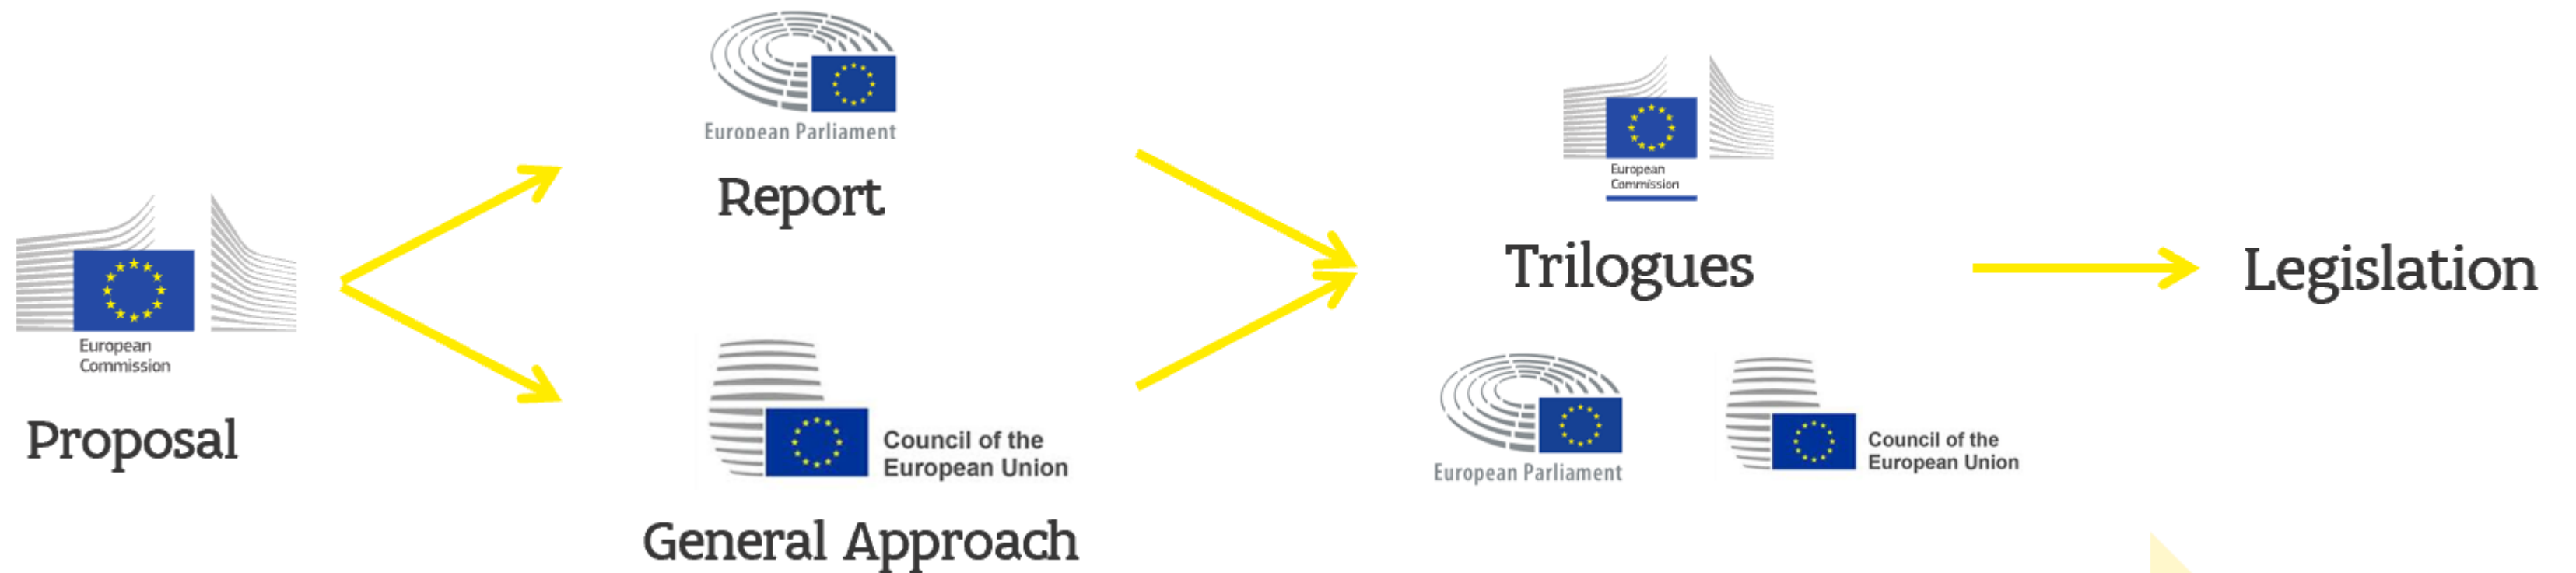 European
Commission
Proposal
European Parliament
Report
Council of the
European Union
General Approach
European
Commission
Trilogues
European Parliament
Council of the
European Union
Legislation